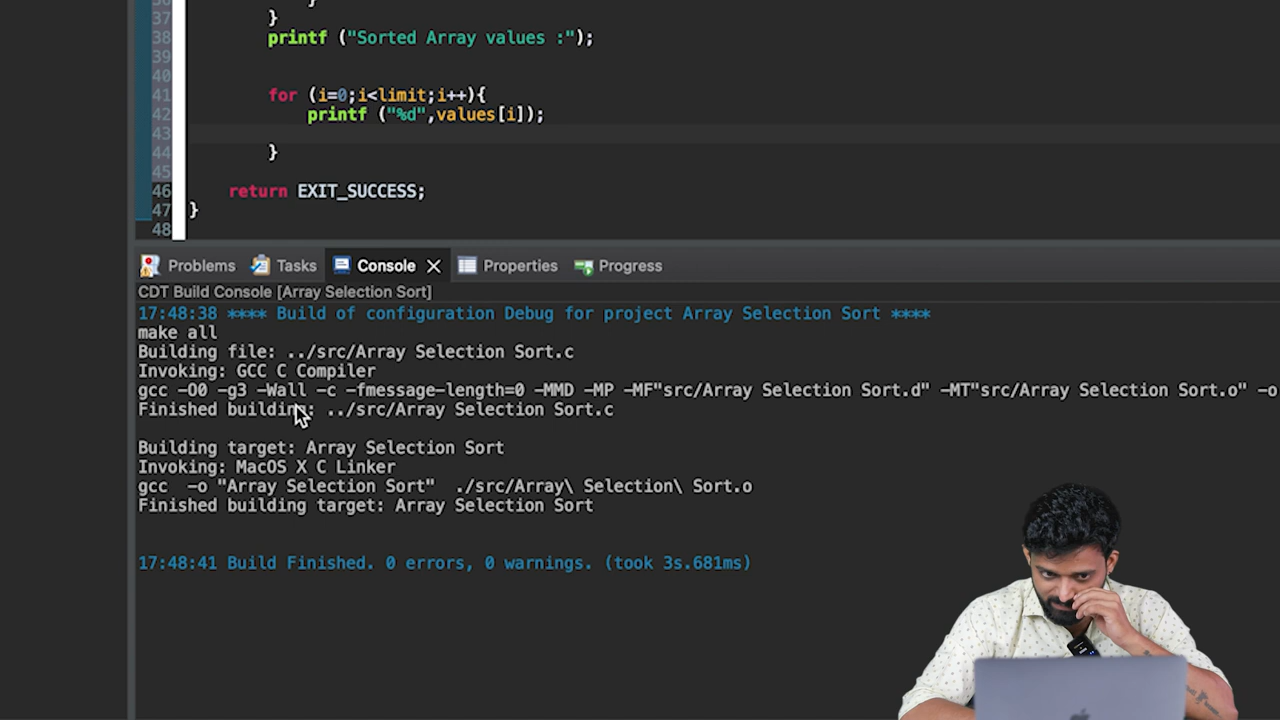 36 }
37 }
38 printf ("Sorted Array values :");
39
40
41 for (i=0;i<limit;i++){
42 printf ("%d",values[i]);
43
44 }
45
46 return EXIT_SUCCESS;
47 }
48
Problems Tasks Console Properties Progress
CDT Build Console [Array Selection Sort]
17:48:38 **** Build of configuration Debug for project Array Selection Sort ****
make all
Building file: ../src/Array Selection Sort.c
Invoking: GCC C Compiler
gcc -O0 -g3 -Wall -c -fmessage-length=0 -MMD -MP -MF"src/Array Selection Sort.d" -MT"src/Array Selection Sort.o" -o
Finished building: ../src/Array Selection Sort.c
Building target: Array Selection Sort
Invoking: MacOS X C Linker
gcc -o "Array Selection Sort" ./src/Array\ Selection\ Sort.o
Finished building target: Array Selection Sort
17:48:41 Build Finished. 0 errors, 0 warnings. (took 3s.681ms)